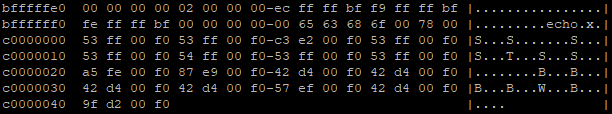 bfffffe0  00 00 00 00 02 00 00 00-ec ff ff bf f9 ff ff bf  |................|
bffffff0  fe ff ff bf 00 00 00 00-00 65 63 68 6f 00 78 00  |.........echo.x.|
c0000000  53 ff 00 f0 53 ff 00 f0-c3 e2 00 f0 53 ff 00 f0  |S...S.......S...|
c0000010  53 ff 00 f0 54 ff 00 f0-53 ff 00 f0 53 ff 00 f0  |S...T...S...S...|
c0000020  a5 fe 00 f0 87 e9 00 f0-42 d4 00 f0 42 d4 00 f0  |........B...B...|
c0000030  42 d4 00 f0 42 d4 00 f0-57 ef 00 f0 42 d4 00 f0  |B...B...W...B...|
c0000040  9f d2 00 f0                                      |....